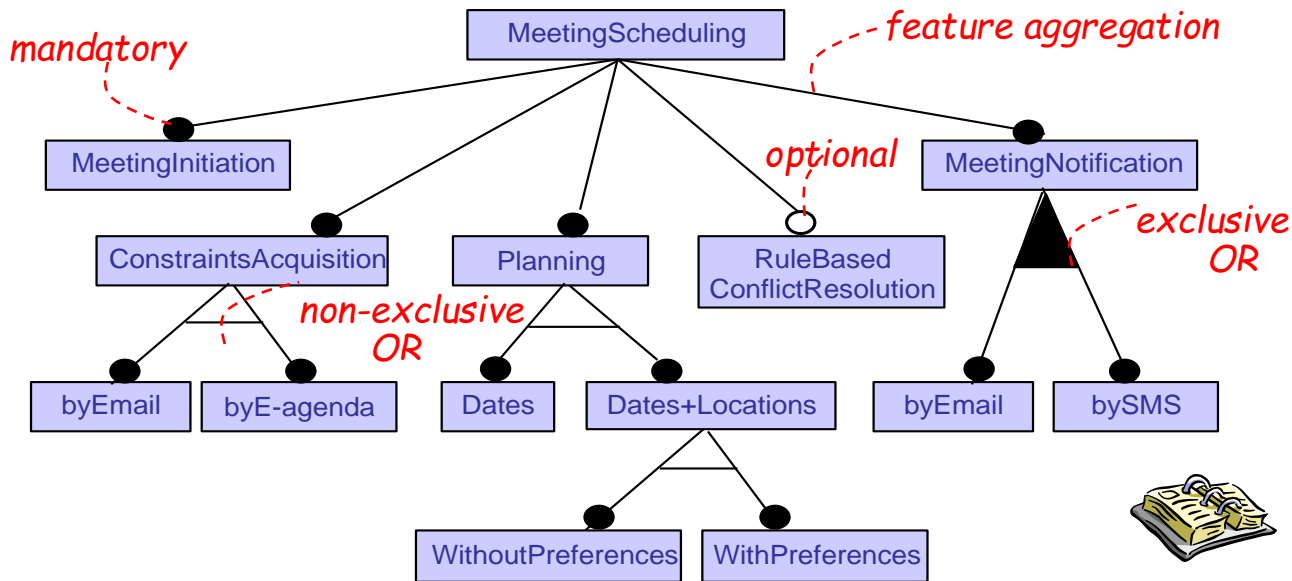 MeetingScheduling
feature aggregation
mandatory
MeetingInitiation
optional
MeetingNotification
ConstraintsAcquisition
Planning
RuleBased
ConflictResolution
exclusive
OR
non-exclusive
OR
byEmail
byE-agenda
Dates
Dates+Locations
byEmail
bySMS
WithoutPreferences
WithPreferences